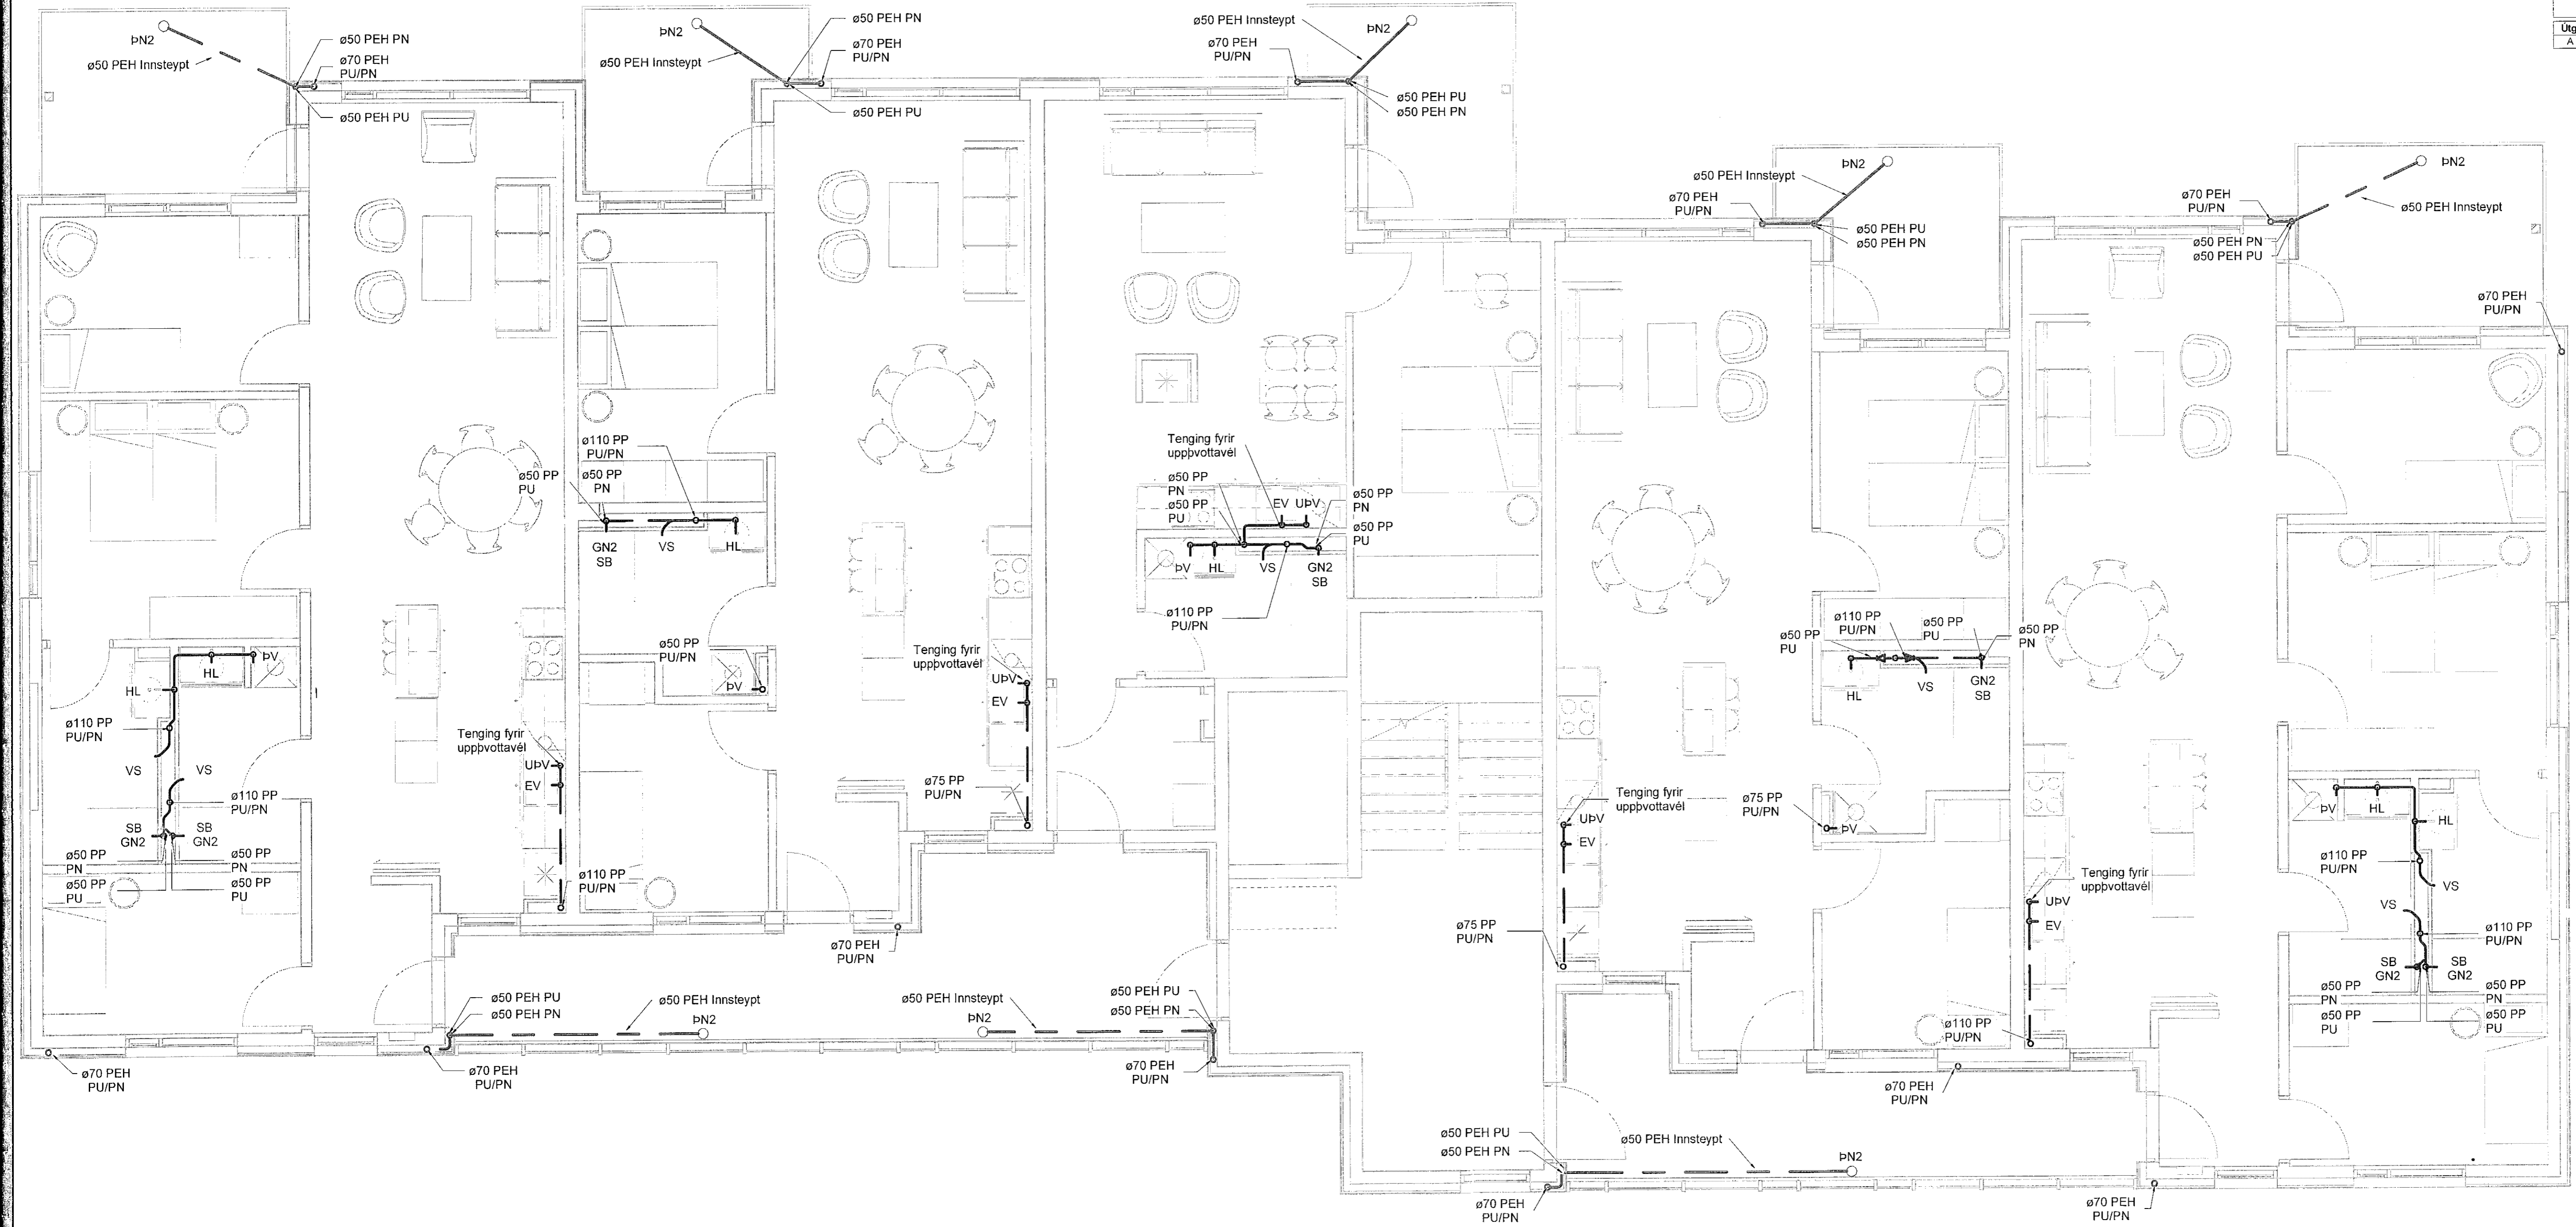 Útg
A
ÞN2
ø50 PEH Innsteypt
ø50 PEH PN
ø70 PEH
PU/PN
ø50 PEH PU
ÞN2
ø50 PEH Innsteypt
ø50 PEH PN
ø70 PEH
PU/PN
ø50 PEH PU
ø50 PEH Innsteypt
ÞN2
ø70 PEH
PU/PN
ø50 PEH PU
ø50 PEH PN
ÞN2
ø50 PEH Innsteypt
ø70 PEH
PU/PN
ø50 PEH PU
ø50 PEH PN
ÞN2
ø70 PEH
PU/PN
ø50 PEH Innsteypt
ø50 PEH PN
ø50 PEH PU
ø70 PEH
PU/PN
ø110 PP
PU/PN
ø50 PP
PU
ø50 PP
PN
GN2
SB
VS
HL
Tenging fyrir
uppþvottavél
ø50 PP
PN
ø50 PP
PU
EV
UÞV
ø50 PP
PN
ø50 PP
PU
ÞV
HL
VS
GN2
SB
ø110 PP
PU/PN
ø50 PP
PU
ø110 PP
PU/PN
ø50 PP
PU
ø50 PP
PN
HL
VS
GN2
SB
HL
ÞV
HL
ø110 PP
PU/PN
VS
VS
ø110 PP
PU/PN
SB
GN2
SB
GN2
ø50 PP
PN
ø50 PP
PN
ø50 PP
PU
ø50 PP
PU
Tenging fyrir
uppþvottavél
UÞV
EV
ø110 PP
PU/PN
ø50 PP
PU/PN
ÞV
Tenging fyrir
uppþvottavél
UÞV
EV
ø75 PP
PU/PN
Tenging fyrir
uppþvottavél
UÞV
EV
ø75 PP
PU/PN
ø75 PP
PU/PN
ÞV
Tenging fyrir
uppþvottavél
UÞV
EV
ø110 PP
PU/PN
ÞV
HL
HL
ø110 PP
PU/PN
VS
VS
ø110 PP
PU/PN
SB
GN2
SB
GN2
ø50 PP
PN
ø50 PP
PN
ø50 PP
PU
ø50 PP
PU
ø70 PEH
PU/PN
ø50 PEH PU
ø50 PEH PN
ø50 PEH Innsteypt
ÞN2
ø50 PEH Innsteypt
ÞN2
ø50 PEH PU
ø50 PEH PN
ø70 PEH
PU/PN
ø70 PEH
PU/PN
ø70 PEH
PU/PN
ø70 PEH
PU/PN
ø50 PEH PU
ø50 PEH PN
ø50 PEH Innsteypt
ÞN2
ø70 PEH
PU/PN
ø70 PEH
PU/PN